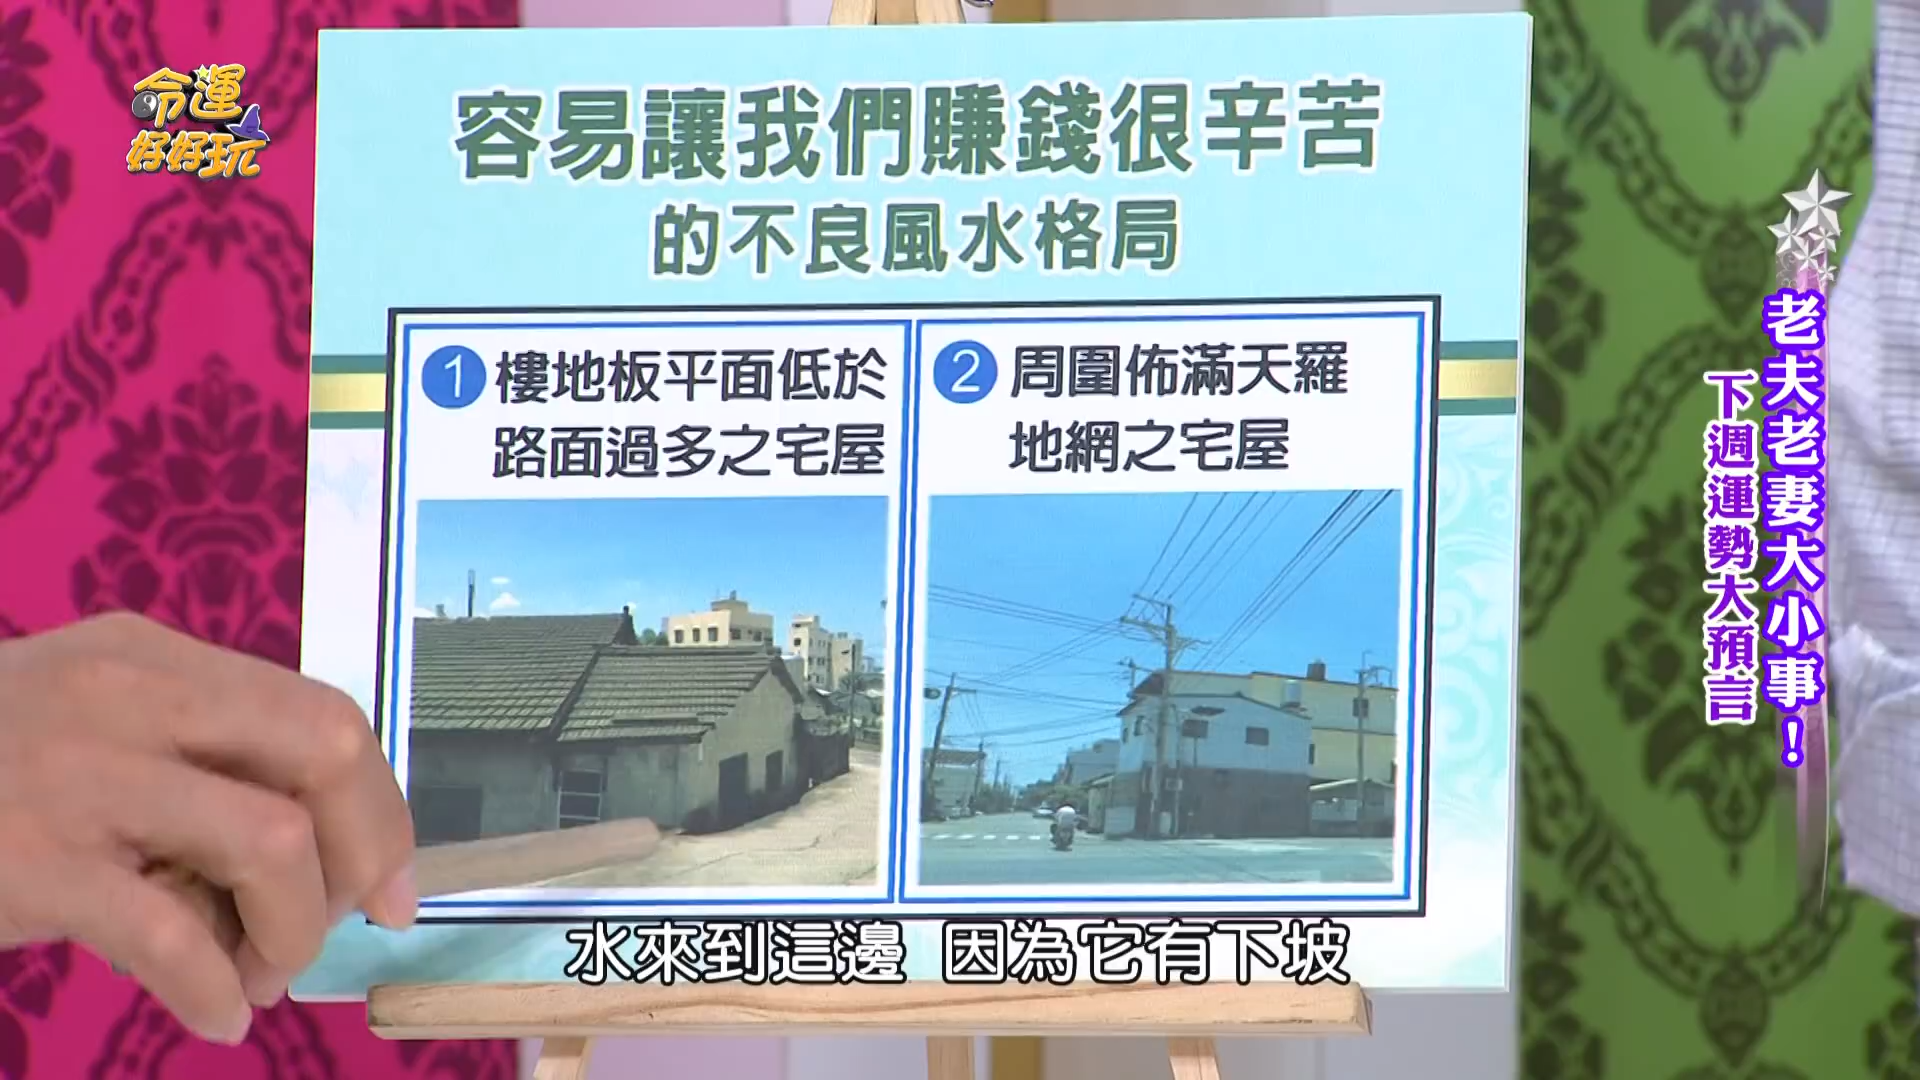 命運
好好玩
容易讓我們賺錢很辛苦
的不良風水格局
1 樓地板平面低於
路面過多之宅屋
2 周圍佈滿天羅
地網之宅屋
老夫老妻大小事！
下週運勢大預言
水來到這邊 因為它有下坡